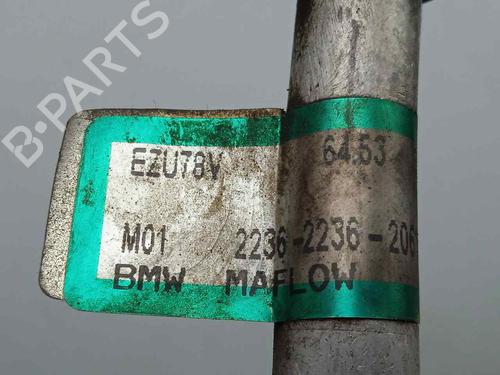 B-PARTS
EZU78V 64.53
M01 2236-2236-206
BMW MAFLOW